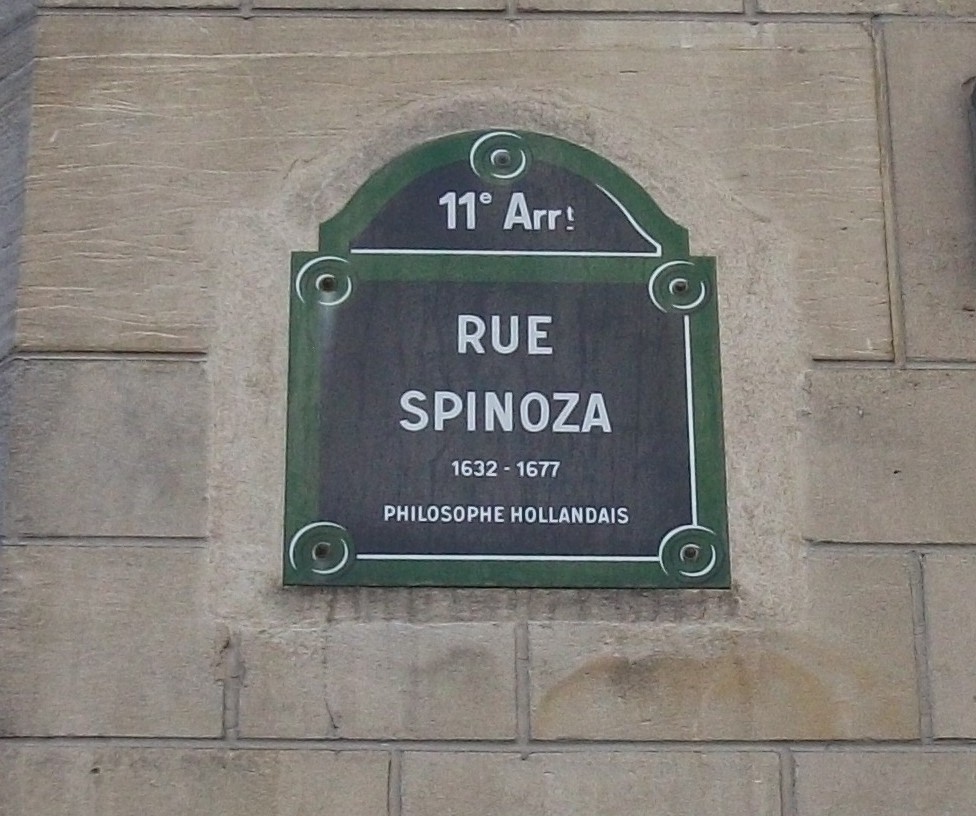 11e Arrt
RUE
SPINOZA
1632 - 1677
PHILOSOPHE HOLLANDAIS